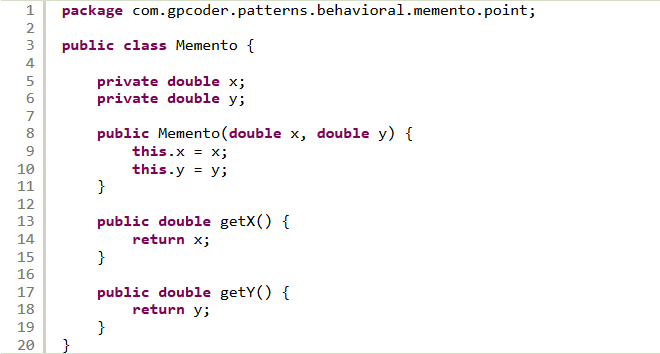 1 package com.gpcoder.patterns.behavioral.memento.point;
2
3 public class Memento {
4
5     private double x;
6     private double y;
7
8     public Memento(double x, double y) {
9         this.x = x;
10         this.y = y;
11     }
12
13     public double getX() {
14         return x;
15     }
16
17     public double getY() {
18         return y;
19     }
20 }